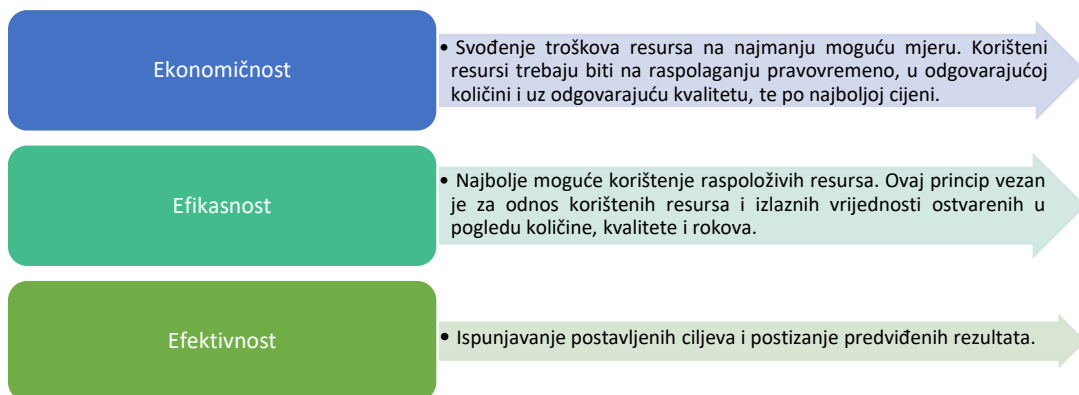 Ekonomičnost
• Svođenje troškova resursa na najmanju moguću mjeru. Korišteni
resursi trebaju biti na raspolaganju pravovremeno, u odgovarajućoj
količini i uz odgovarajuću kvalitetu, te po najboljoj cijeni.
Efikasnost
• Najbolje moguće korištenje raspoloživih resursa. Ovaj princip vezan
je za odnos korištenih resursa i izlaznih vrijednosti ostvarenih u
pogledu količine, kvalitete i rokova.
Efektivnost
• Ispunjavanje postavljenih ciljeva i postizanje predviđenih rezultata.